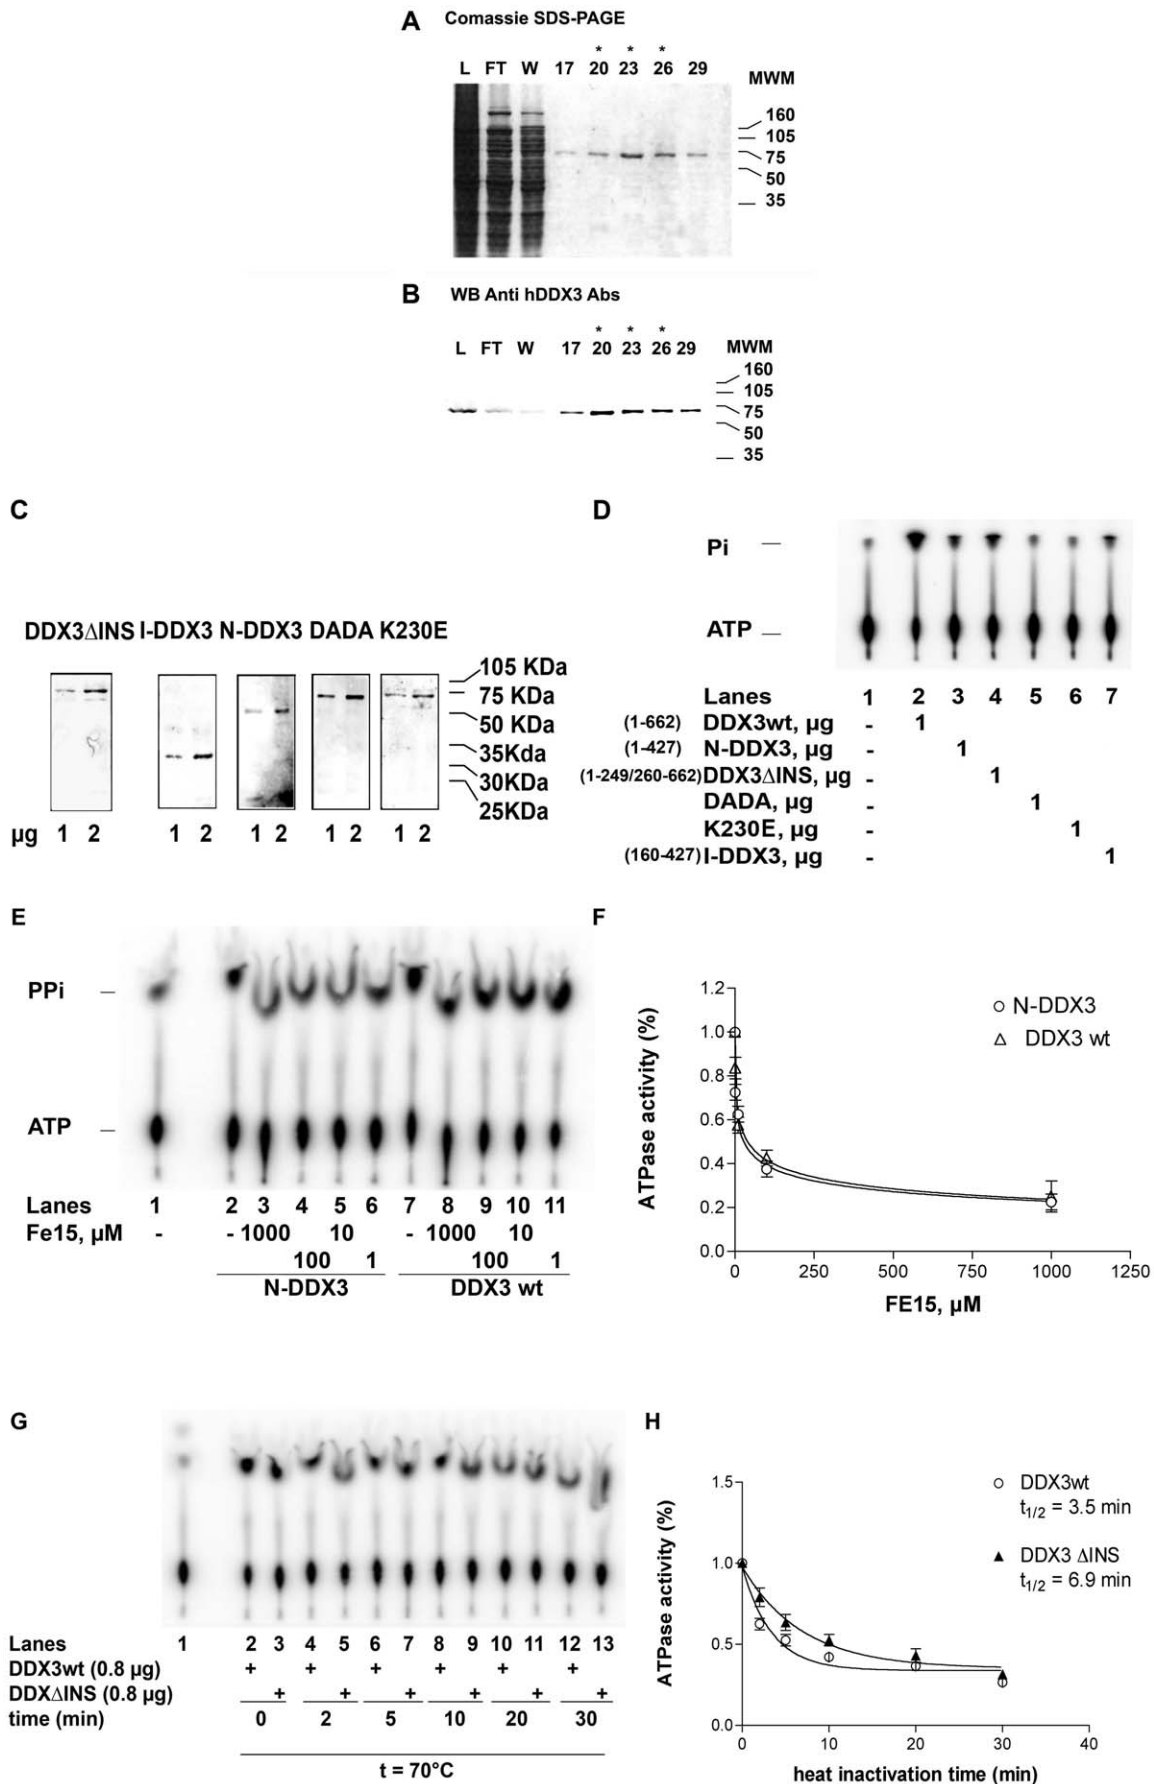 A Comassie SDS-PAGE
* * *
L FT W 17 20 23 26 29
MWM
160
105
75
50
35
B WB Anti hDDX3 Abs
* * *
L FT W 17 20 23 26 29 MWM
160
105
75
50
35
C
DDX3ΔINS I-DDX3 N-DDX3 DADA K230E
105 KDa
75 KDa
50 KDa
35Kda
30KDa
25KDa
µg 1 2 1 2 1 2 1 2 1 2
D
Pi
ATP
Lanes 1 2 3 4 5 6 7
(1-662) DDX3wt, µg - 1
(1-427) N-DDX3, µg - 1
(1-249/260-662) DDX3ΔINS, µg - 1
DADA, µg - 1
K230E, µg - 1
(160-427) I-DDX3, µg - 1
E
PPi
ATP
Lanes 1 2 3 4 5 6 7 8 9 10 11
Fe15, µM - - 1000 10 - 1000 10
100 1 100 1
N-DDX3 DDX3 wt
F
ATPase activity (%)
1.2
1.0
0.8
0.6
0.4
0.2
0.0
0 250 500 750 1000 1250
FE15, µM
N-DDX3
DDX3 wt
G
Lanes 1 2 3 4 5 6 7 8 9 10 11 12 13
DDX3wt (0.8 µg) + + + + + +
DDXΔINS (0.8 µg) + + + + + +
time (min) 0 2 5 10 20 30
t = 70°C
H
ATPase activity (%)
1.5
1.0
0.5
0.0
0 10 20 30 40
heat inactivation time (min)
DDX3wt
t1/2 = 3.5 min
DDX3 ΔINS
t1/2 = 6.9 min